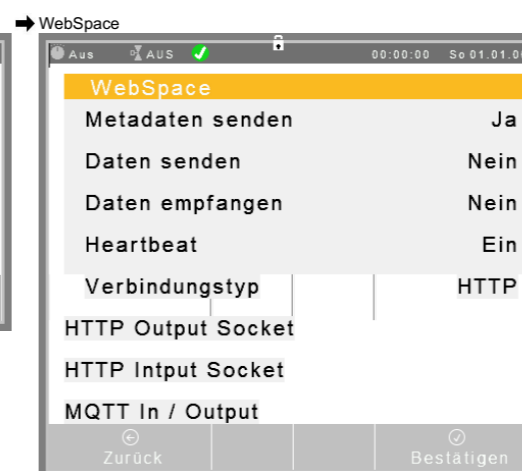 ➡ WebSpace
Aus AUS 00:00:00 So 01.01.0
WebSpace
Metadaten senden Ja
Daten senden Nein
Daten empfangen Nein
Heartbeat Ein
Verbindungstyp HTTP
HTTP Output Socket
HTTP Intput Socket
MQTT In / Output
Zurück Bestätigen